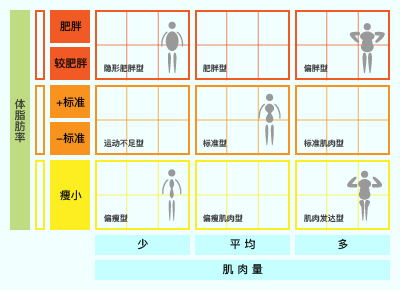 体脂肪率
肥胖
较肥胖
+标准
-标准
瘦小
隐形肥胖型
肥胖型
偏胖型
运动不足型
标准型
标准肌肉型
偏瘦型
偏瘦肌肉型
肌肉发达型
少
平均
多
肌肉量